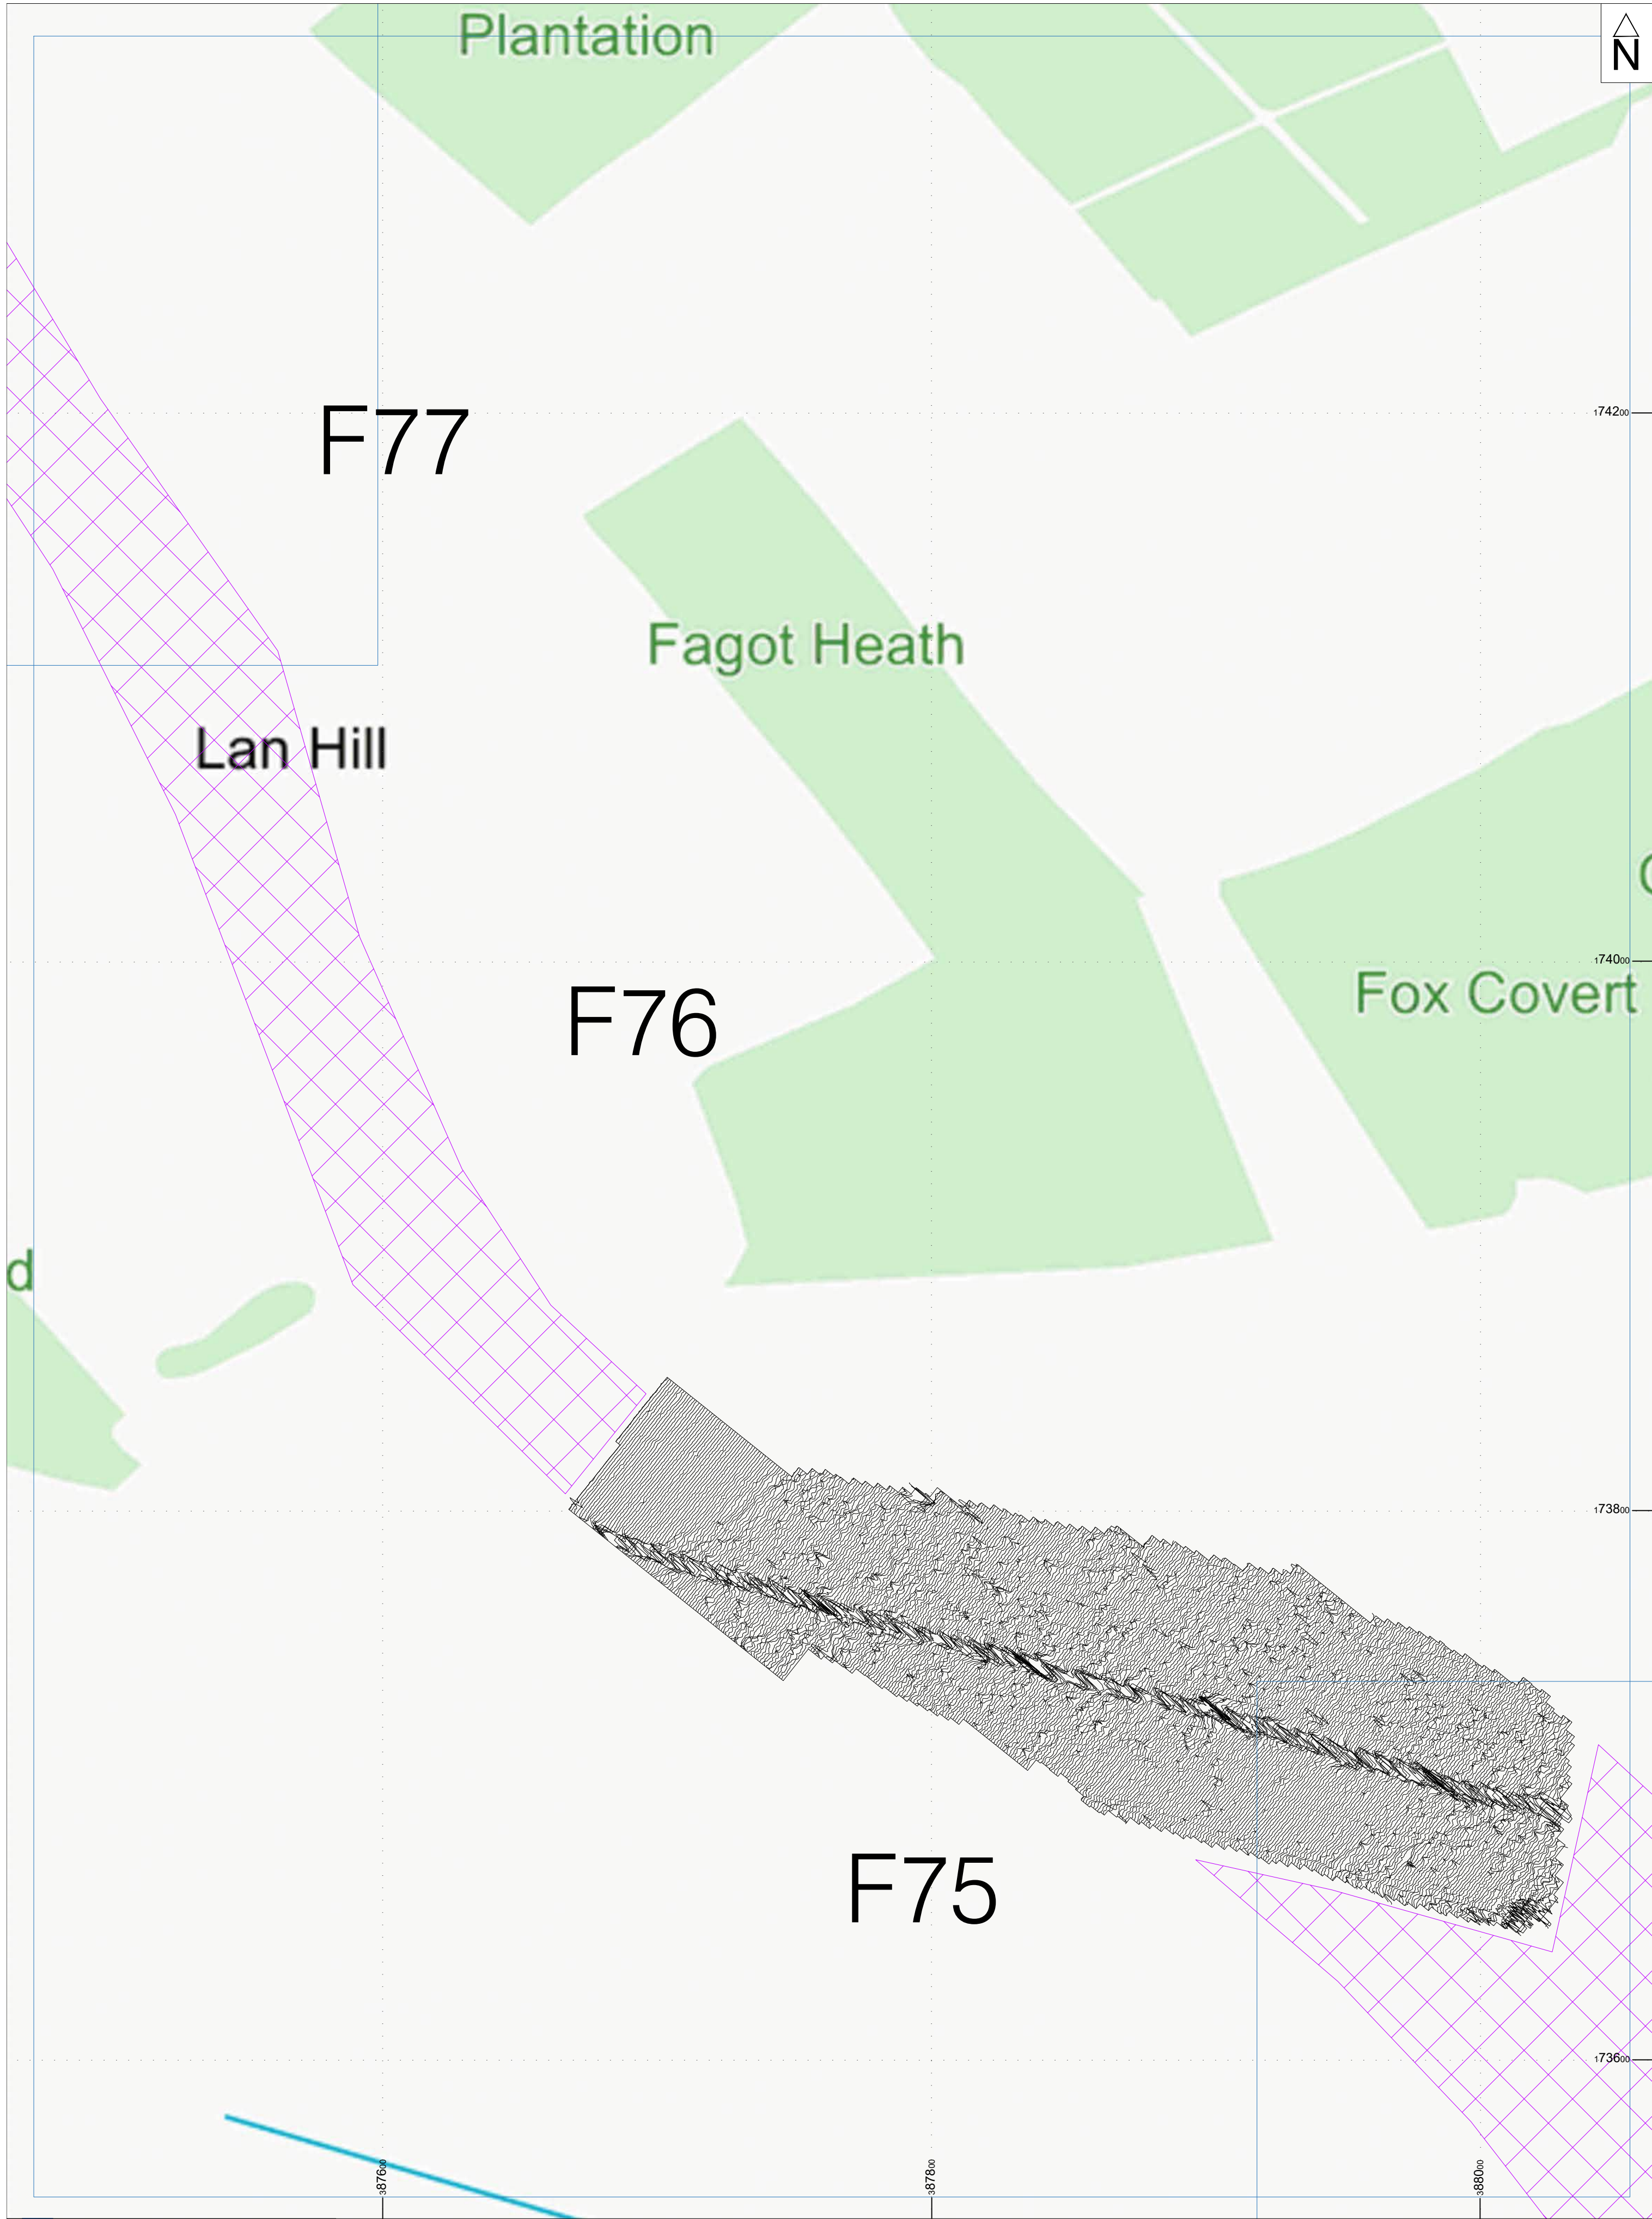 Plantation
N
174200
F77
Fagot Heath
Lan Hill
174000
Fox Covert
F76
d
173800
F75
173600
387600
387800
388000